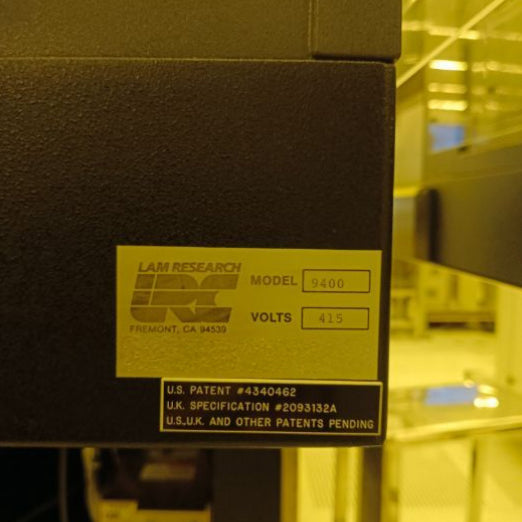 LAM RESEARCH
LRC
FREMONT, CA 94539
MODEL 9400
VOLTS 415
U.S. PATENT #4340462
U.K. SPECIFICATION #2093132A
U.S.,U.K. AND OTHER PATENTS PENDING